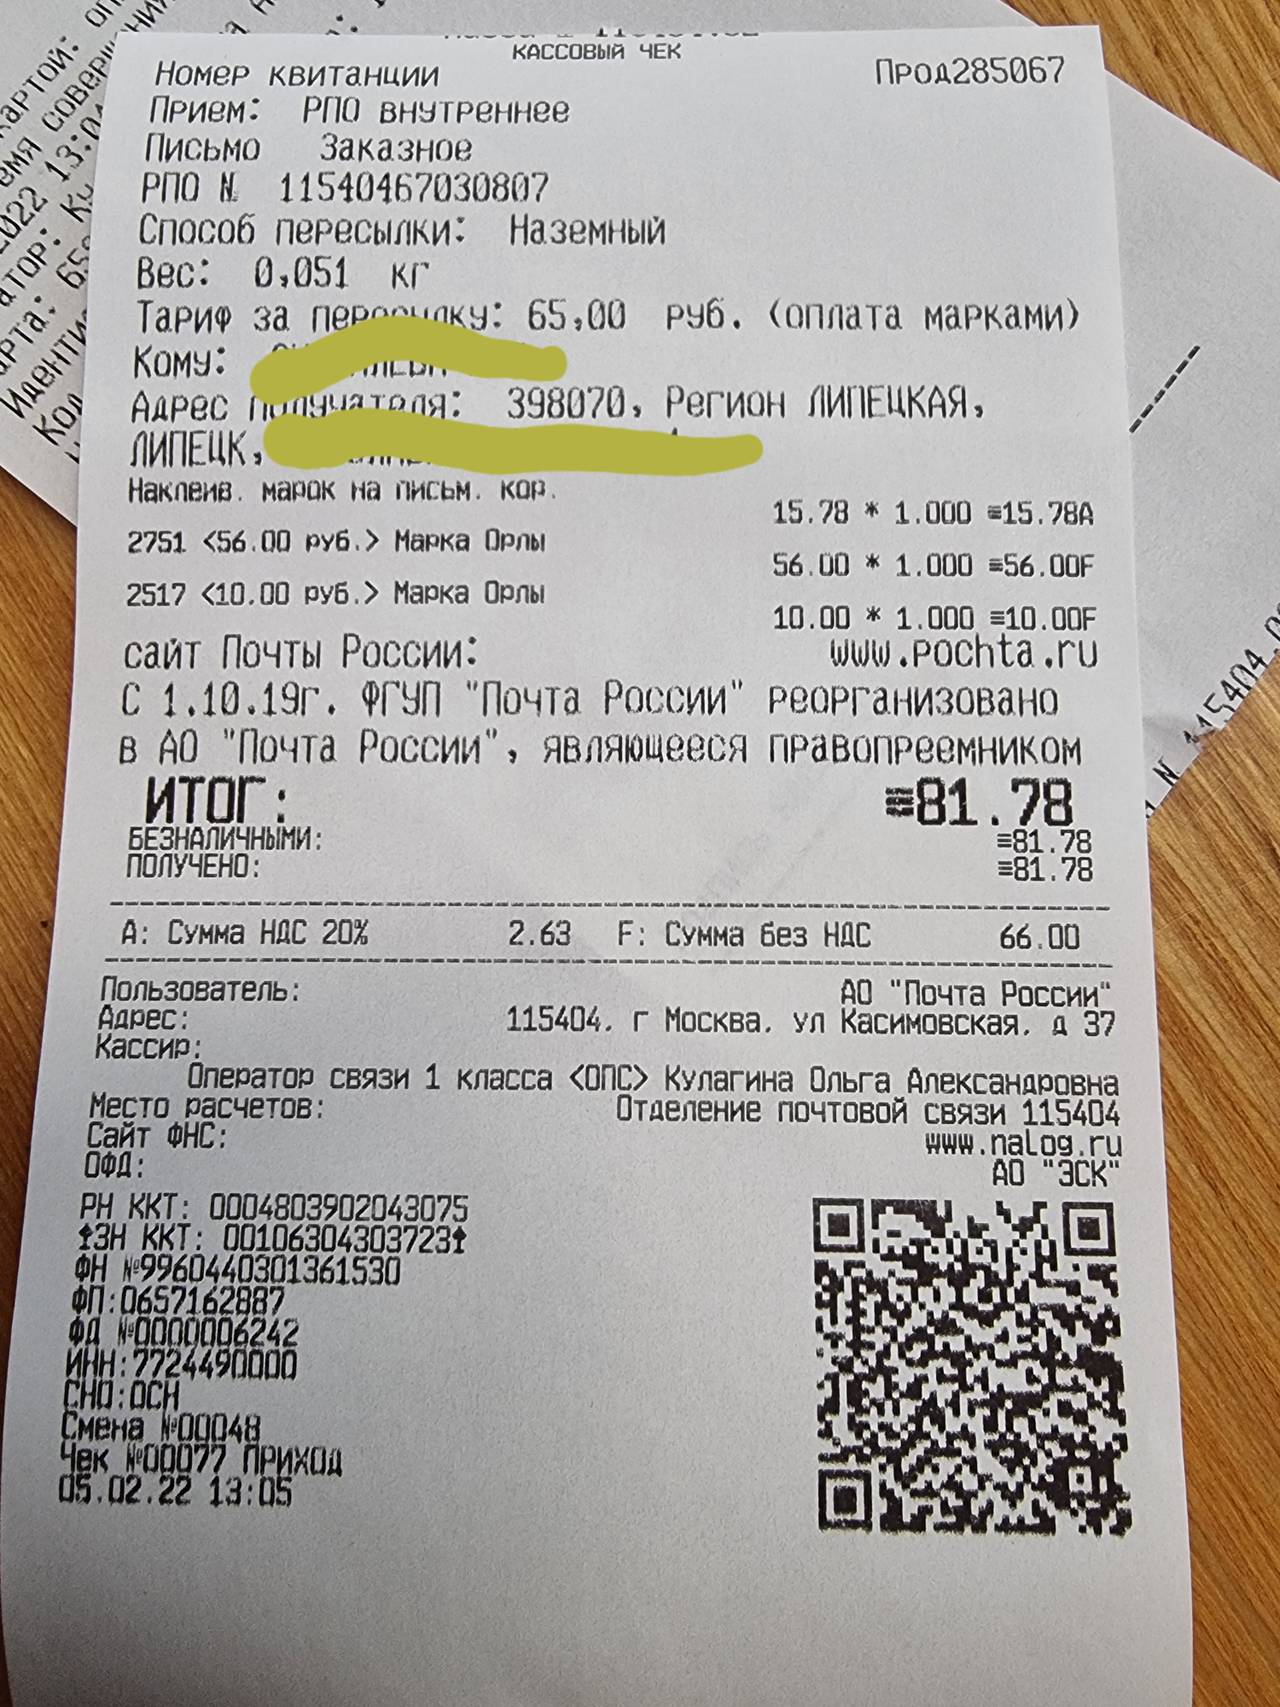 КАССОВЫЙ ЧЕК
Номер квитанции Прод285067
Прием: РПО внутреннее
Письмо Заказное
РПО № 11540467030807
Способ пересылки: Наземный
Вес: 0,051 кг
Тариф за пересылку: 65,00 руб. (оплата марками)
Кому:
Адрес получателя: 398070, Регион ЛИПЕЦКАЯ,
ЛИПЕЦК,
Наклеив. марок на письм. кор.
15.78 * 1.000 ≡15.78А
2751 <56.00 руб.> Марка Орлы
56.00 * 1.000 ≡56.00F
2517 <10.00 руб.> Марка Орлы
10.00 * 1.000 ≡10.00F
сайт Почты России: www.pochta.ru
С 1.10.19г. ФГУП "Почта России" реорганизовано
в АО "Почта России", являющееся правопреемником
ИТОГ: ≡81.78
БЕЗНАЛИЧНЫМИ: ≡81.78
ПОЛУЧЕНО: ≡81.78
А: Сумма НДС 20% 2.63 F: Сумма без НДС 66.00
Пользователь: АО "Почта России"
Адрес: 115404, г Москва, ул Касимовская, д 37
Кассир:
Оператор связи 1 класса <ОПС> Кулагина Ольга Александровна
Место расчетов: Отделение почтовой связи 115404
Сайт ФНС: www.nalog.ru
ОФД: АО "ЭСК"
РН ККТ: 0004803902043075
↑ЗН ККТ: 00106304303723↑
ФН №9960440301361530
ФП:0657162887
ФД №0000006242
ИНН:7724490000
СНО:ОСН
Смена №00048
Чек №00077 ПРИХОД
05.02.22 13:05